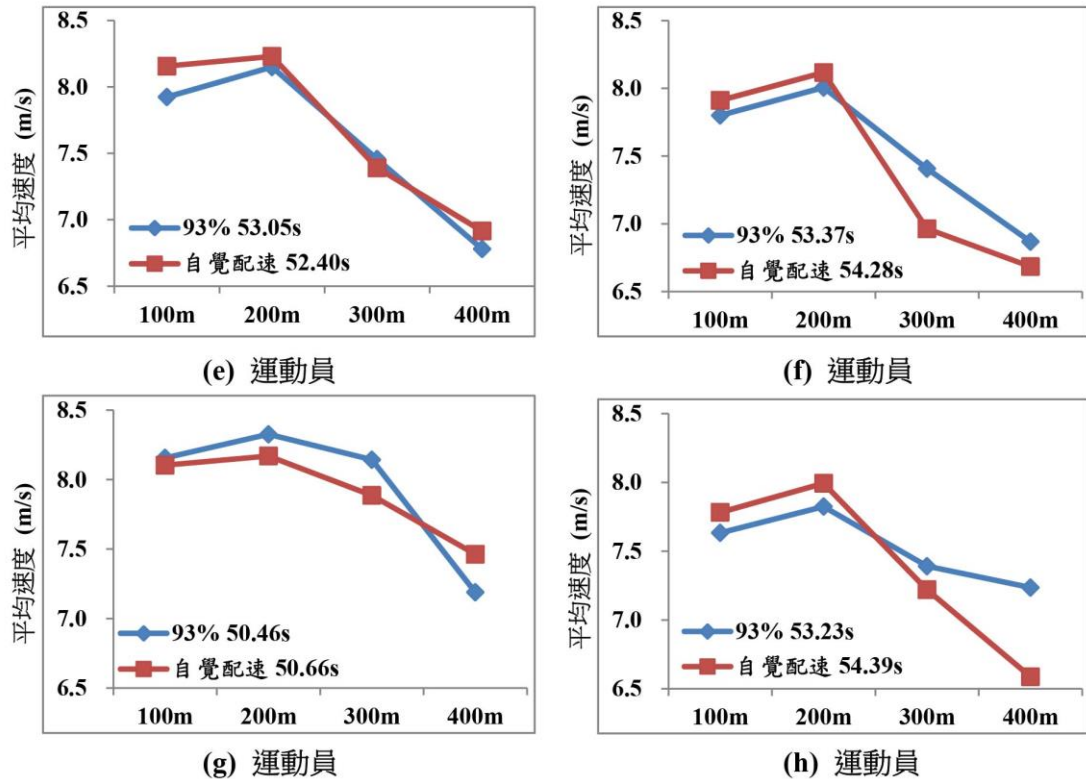 8.5
8.0
7.5
7.0
6.5
平均速度 (m/s)
93% 53.05s
自覺配速 52.40s
100m 200m 300m 400m
(e) 運動員
8.5
8.0
7.5
7.0
6.5
平均速度 (m/s)
93% 53.37s
自覺配速 54.28s
100m 200m 300m 400m
(f) 運動員
8.5
8.0
7.5
7.0
6.5
平均速度 (m/s)
93% 50.46s
自覺配速 50.66s
100m 200m 300m 400m
(g) 運動員
8.5
8.0
7.5
7.0
6.5
平均速度 (m/s)
93% 53.23s
自覺配速 54.39s
100m 200m 300m 400m
(h) 運動員